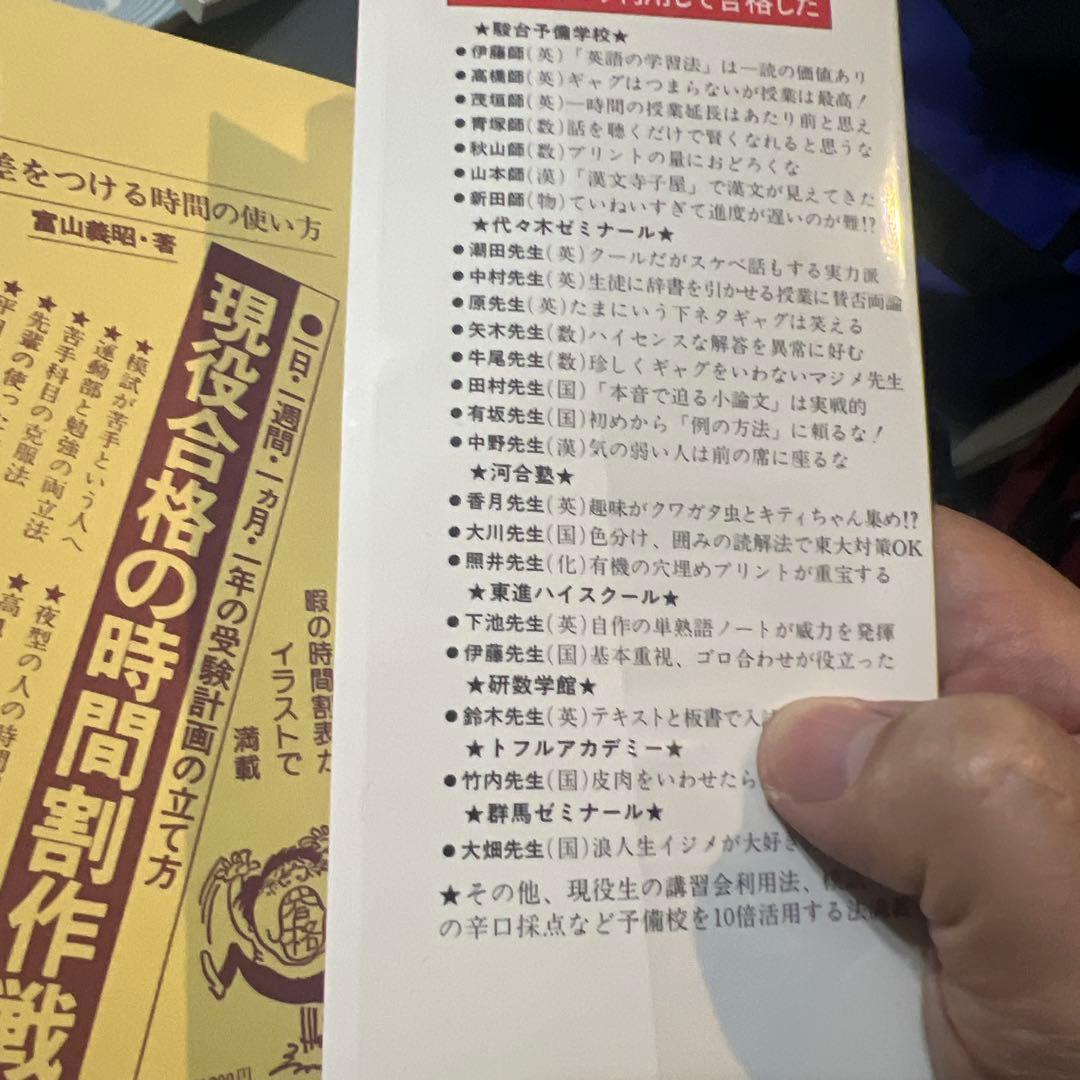 利用して合格した
★駿台予備学校★
●伊藤師(英)「英語の学習法」は一読の価値あり
●高橋師(英)ギャグはつまらないが授業は最高!
●茂垣師(英)一時間の授業延長はあたり前と思え
●青塚師(数)話を聴くだけで賢くなれると思うな
●秋山師(数)プリントの量におどろくな
●山本師(漢)「漢文寺子屋」で漢文が見えてきた
●新田師(物)ていねいすぎて進度が遅いのが難!?
★代々木ゼミナール★
●潮田先生(英)クールだがスケベ話もする実力派
●中村先生(英)生徒に辞書を引かせる授業に賛否両論
●原先生(英)たまにいう下ネタギャグは笑える
●矢木先生(数)ハイセンスな解答を異常に好む
●牛尾先生(数)珍しくギャグをいわないマジメ先生
●田村先生(国)「本音で迫る小論文」は実戦的
●有坂先生(国)初めから「例の方法」に頼るな!
●中野先生(漢)気の弱い人は前の席に座るな
★河合塾★
●香月先生(英)趣味がクワガタ虫とキティちゃん集め!?
●大川先生(国)色分け、囲みの読解法で東大対策OK
●照井先生(化)有機の穴埋めプリントが重宝する
★東進ハイスクール★
●下池先生(英)自作の単熟語ノートが威力を発揮
●伊藤先生(国)基本重視、ゴロ合わせが役立った
★研数学館★
●鈴木先生(英)テキストと板書で入
★トフルアカデミー★
●竹内先生(国)皮肉をいわせたら
★群馬ゼミナール★
●大畑先生(国)浪人生イジメが大好き
★その他、現役生の講習会利用法、
の辛口採点など予備校を10倍活用する法
差をつける時間の使い方
富山義昭・著
●一日・一週間・一ヵ月・一年の受験計画の立て方
現役合格の時間割作戦
★模試が苦手という人へ
★運動部と勉強の両立法
★苦手科目の克服法
★先輩の使った
★夜型の人の時間
★高
暇の時間割表た
イラストで
満載
合格